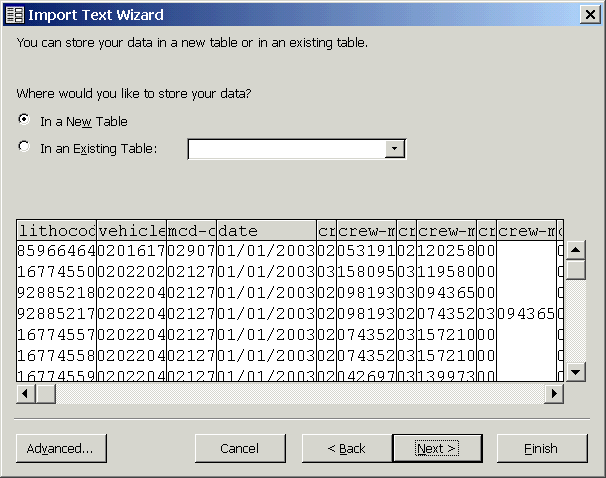 Import Text Wizard
You can store your data in a new table or in an existing table.
Where would you like to store your data?
In a New Table
In an Existing Table:
lithocod vehicle mcd-c date cr crew-m cr crew-m cr crew-m c
85966464 0201617 02907 01/01/2003 02 053191 02 120258 00 0
16774550 0202202 02127 01/01/2003 03 158095 03 119580 00 0
92885218 0202204 02127 01/01/2003 02 098193 03 094365 00 0
92885217 0202204 02127 01/01/2003 02 098193 02 074352 03 094365 0
16774557 0202204 02127 01/01/2003 02 074352 03 157210 00 0
16774558 0202204 02127 01/01/2003 02 074352 03 157210 00 0
16774559 0202204 02127 01/01/2003 02 042697 03 139973 00 0
Advanced... Cancel < Back Next > Finish